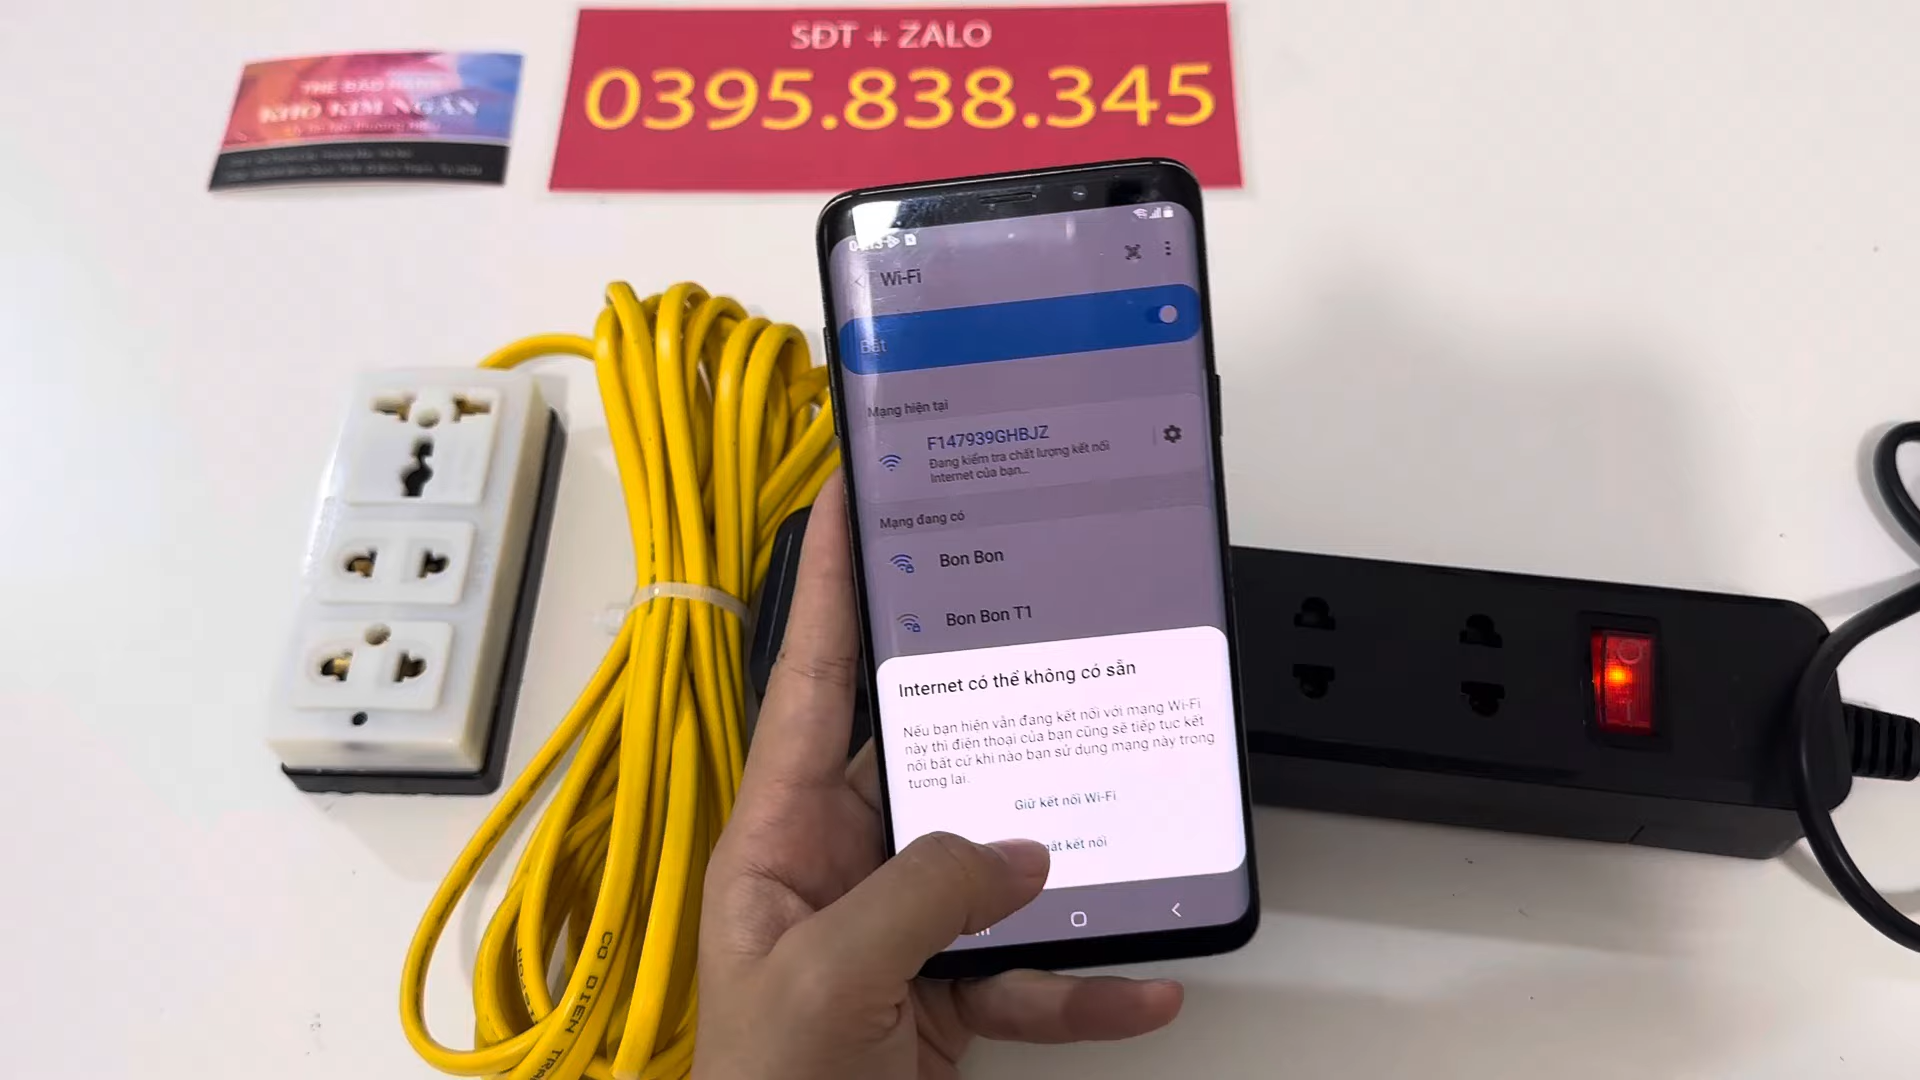 SĐT + ZALO
0395.838.345
KHO KIM NGÂN
Wi-Fi
Bật
Mạng hiện tại
F147939GHBJZ
Đang kiểm tra chất lượng kết nối
Internet của bạn...
Mạng đang có
Bon Bon
Bon Bon T1
Internet có thể không có sẵn
Nếu bạn hiện vẫn đang kết nối với mạng Wi-Fi
này thì điện thoại của bạn cũng sẽ tiếp tục kết
nối bất cứ khi nào bạn sử dụng mạng này trong
tương lai.
Giữ kết nối Wi-Fi
kết nối
CO DIEN